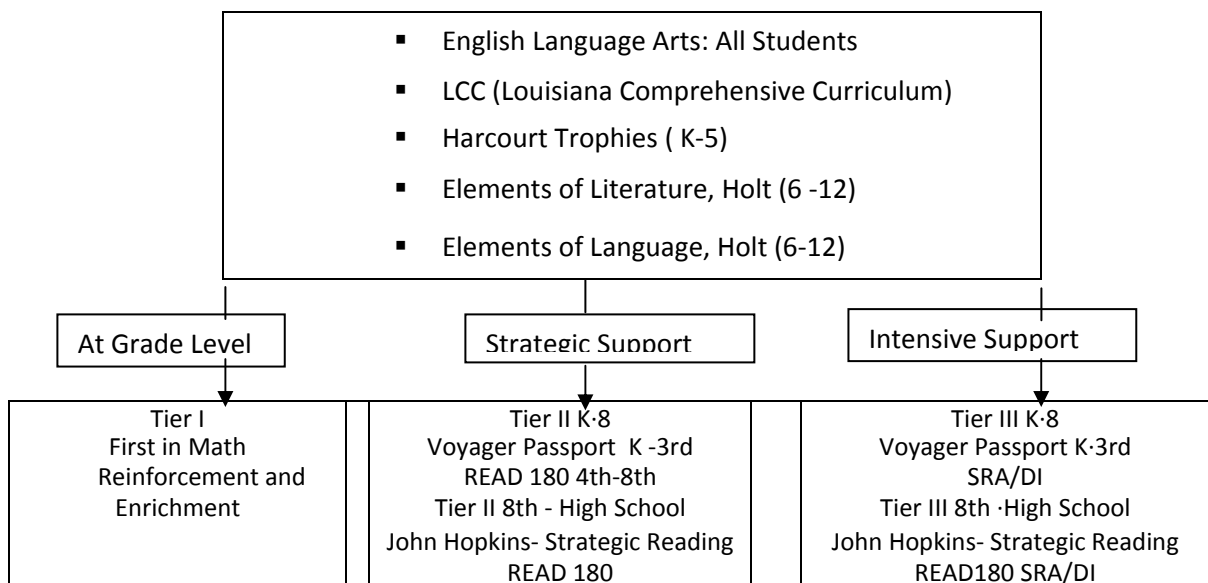 ▪ English Language Arts: All Students
▪ LCC (Louisiana Comprehensive Curriculum)
▪ Harcourt Trophies ( K-5)
▪ Elements of Literature, Holt (6 -12)
▪ Elements of Language, Holt (6-12)
At Grade Level
Strategic Support
Intensive Support
Tier I
First in Math
Reinforcement and
Enrichment
Tier II K·8
Voyager Passport K -3rd
READ 180 4th-8th
Tier II 8th - High School
John Hopkins- Strategic Reading
READ 180
Tier III K·8
Voyager Passport K·3rd
SRA/DI
Tier III 8th ·High School
John Hopkins- Strategic Reading
READ180 SRA/DI